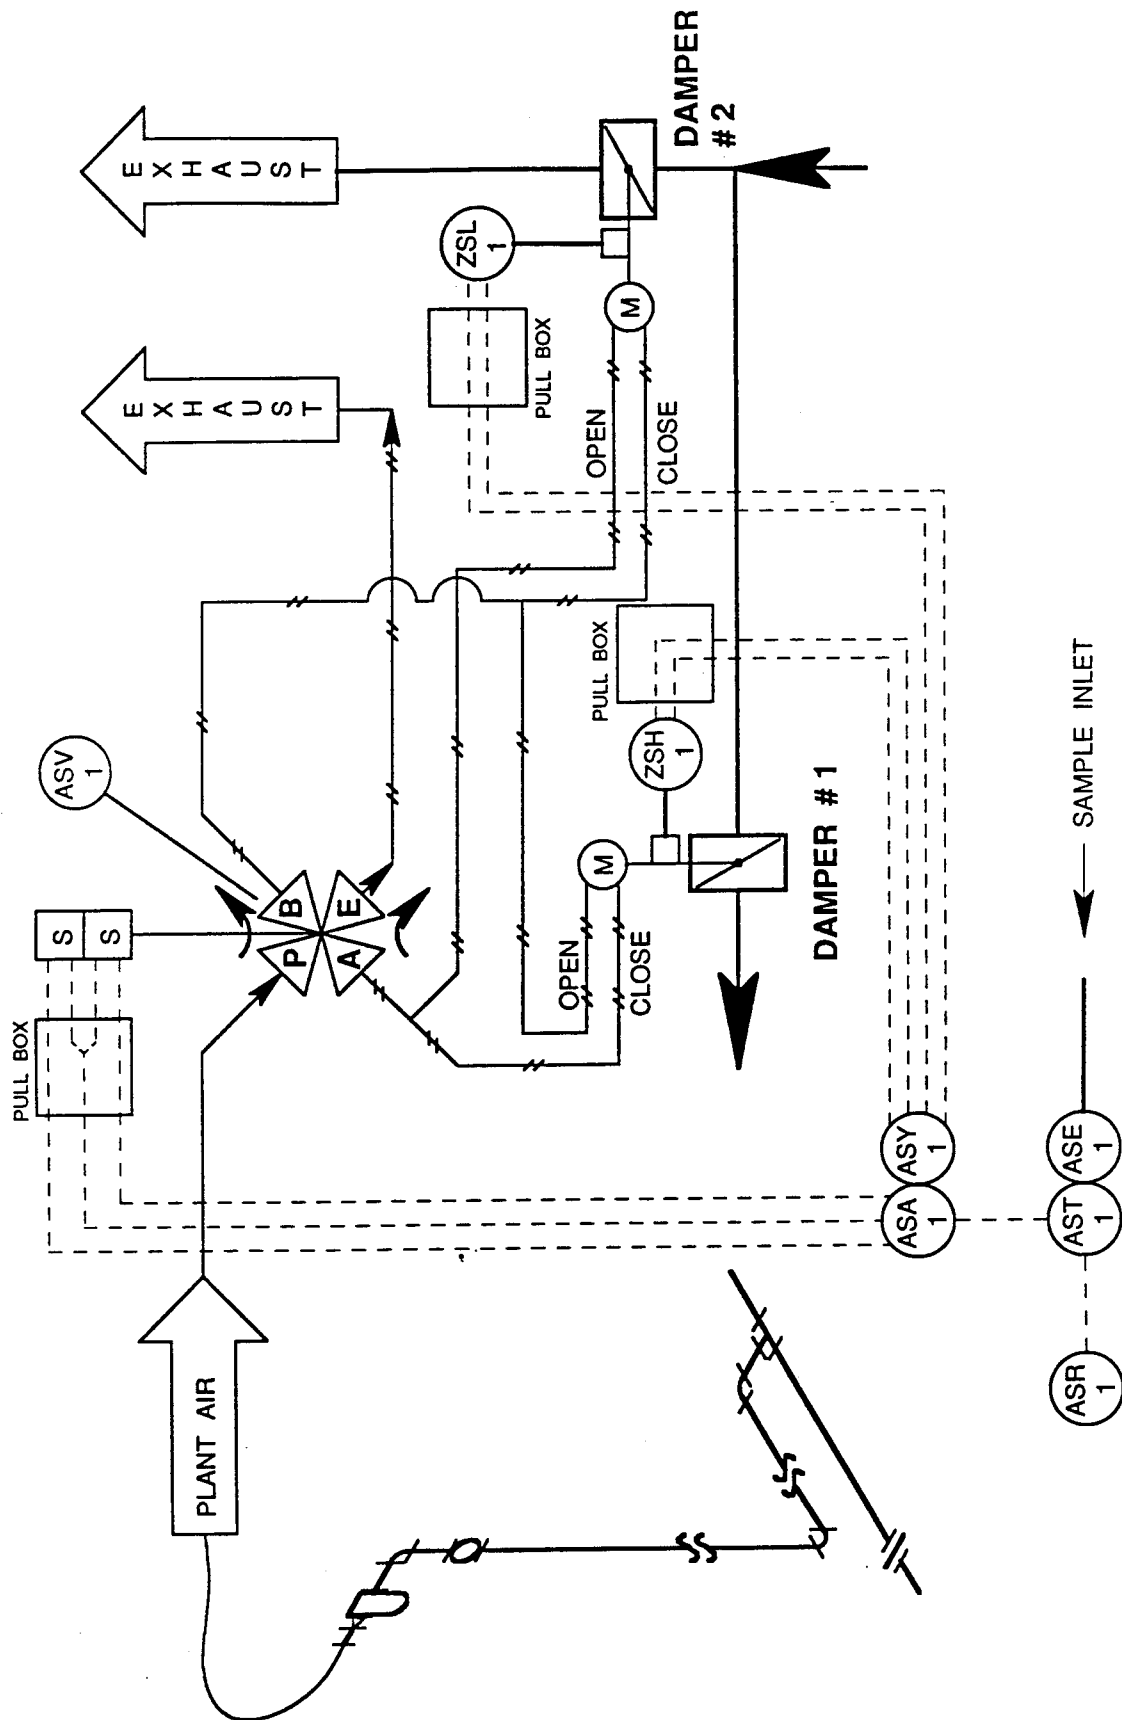 PLANT AIR
PULL BOX
S
S
ASV
1
P
B
A
E
EXHAUST
EXHAUST
ZSL
1
PULL BOX
M
OPEN
CLOSE
DAMPER
#2
PULL BOX
ZSH
1
M
OPEN
CLOSE
DAMPER #1
ASA
1
ASY
1
ASR
1
AST
1
ASE
1
SAMPLE INLET